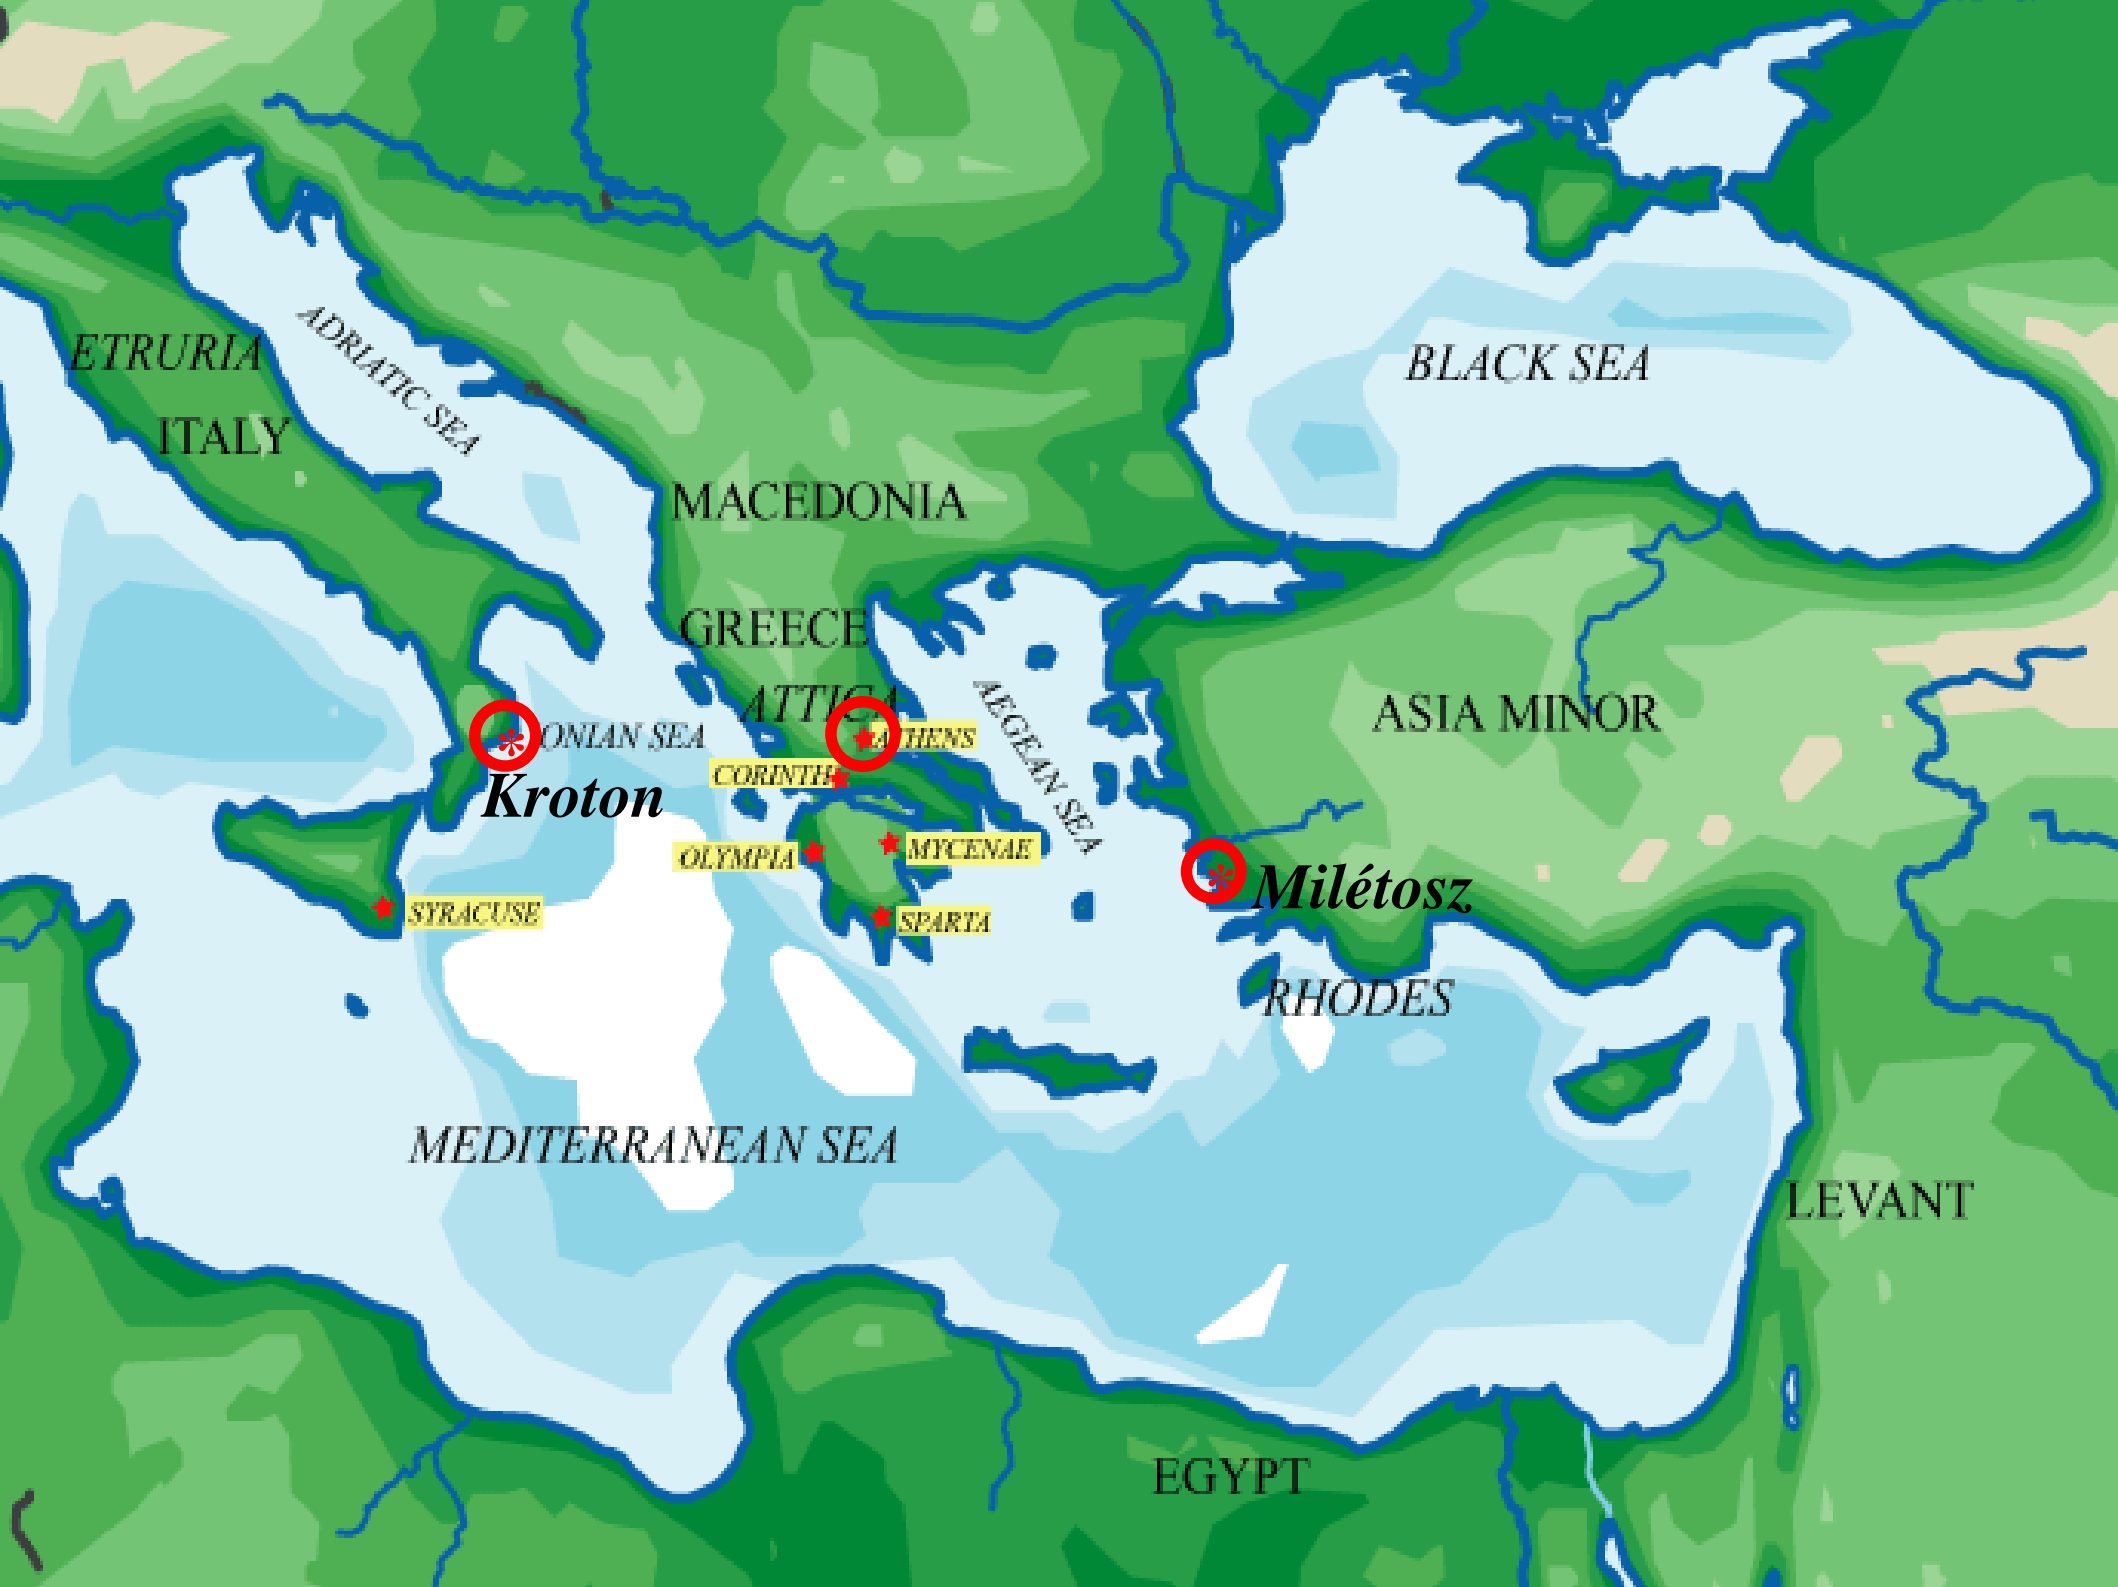 ETRURIA
ADRIATIC SEA
BLACK SEA
ITALY
MACEDONIA
GREECE
ATTICA
AEGEAN SEA
ASIA MINOR
ONIAN SEA
ATHENS
CORINTH
Kroton
OLYMPIA
MYCENAE
Milétosz
SYRACUSE
SPARTA
RHODES
MEDITERRANEAN SEA
LEVANT
EGYPT